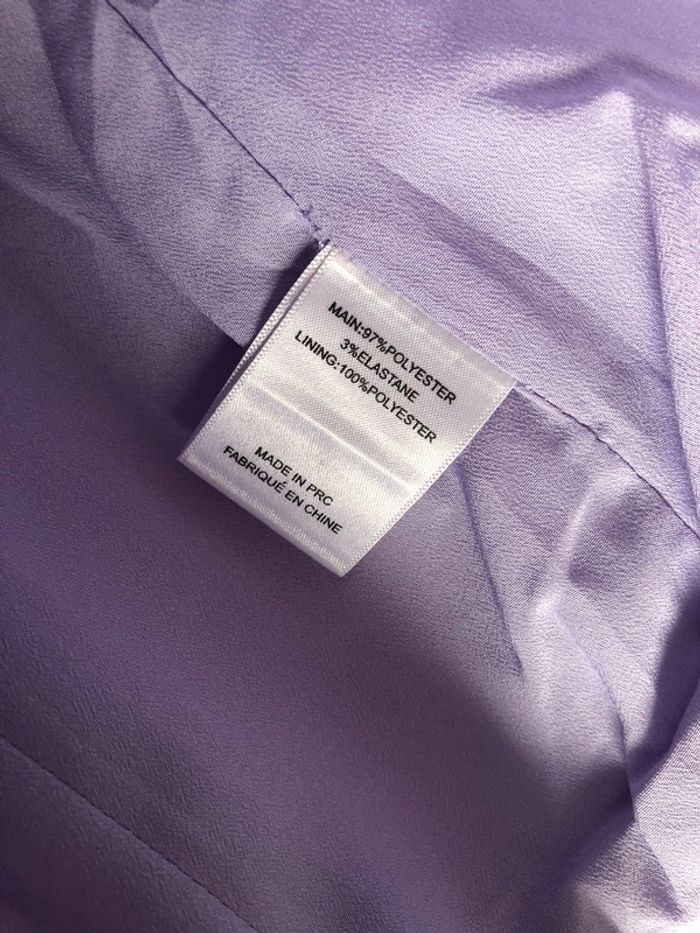 MAIN:97%POLYESTER
3%ELASTANE
LINING:100%POLYESTER
MADE IN PRC
FABRIQUÉ EN CHINE